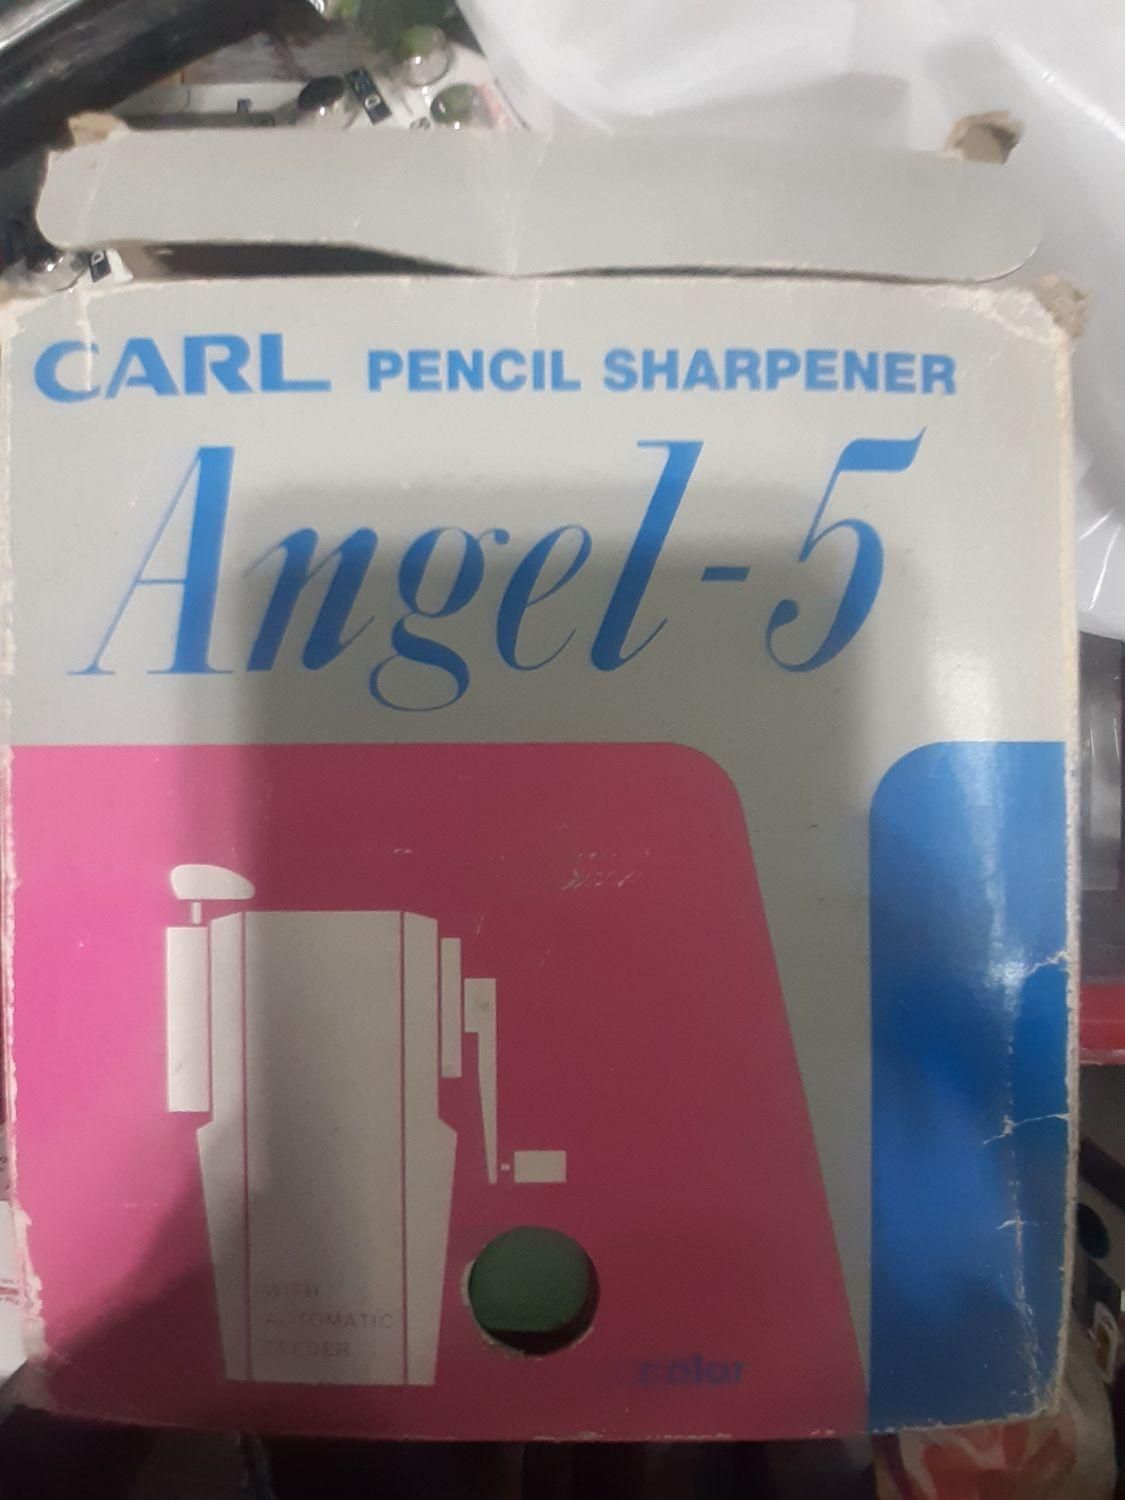 CARL PENCIL SHARPENER
Angel-5
WITH
AUTOMATIC
FEEDER
color